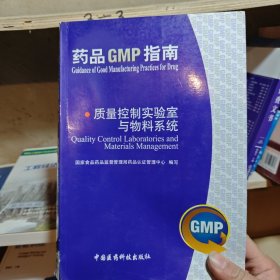 药品GMP指南
Guidance of Good Manufacturing Practices for Drug
质量控制实验室
与物料系统
Quality Control Laboratories and
Materials Management
国家食品药品监督管理局药品认证管理中心 编写
GMP
中国医药科技出版社